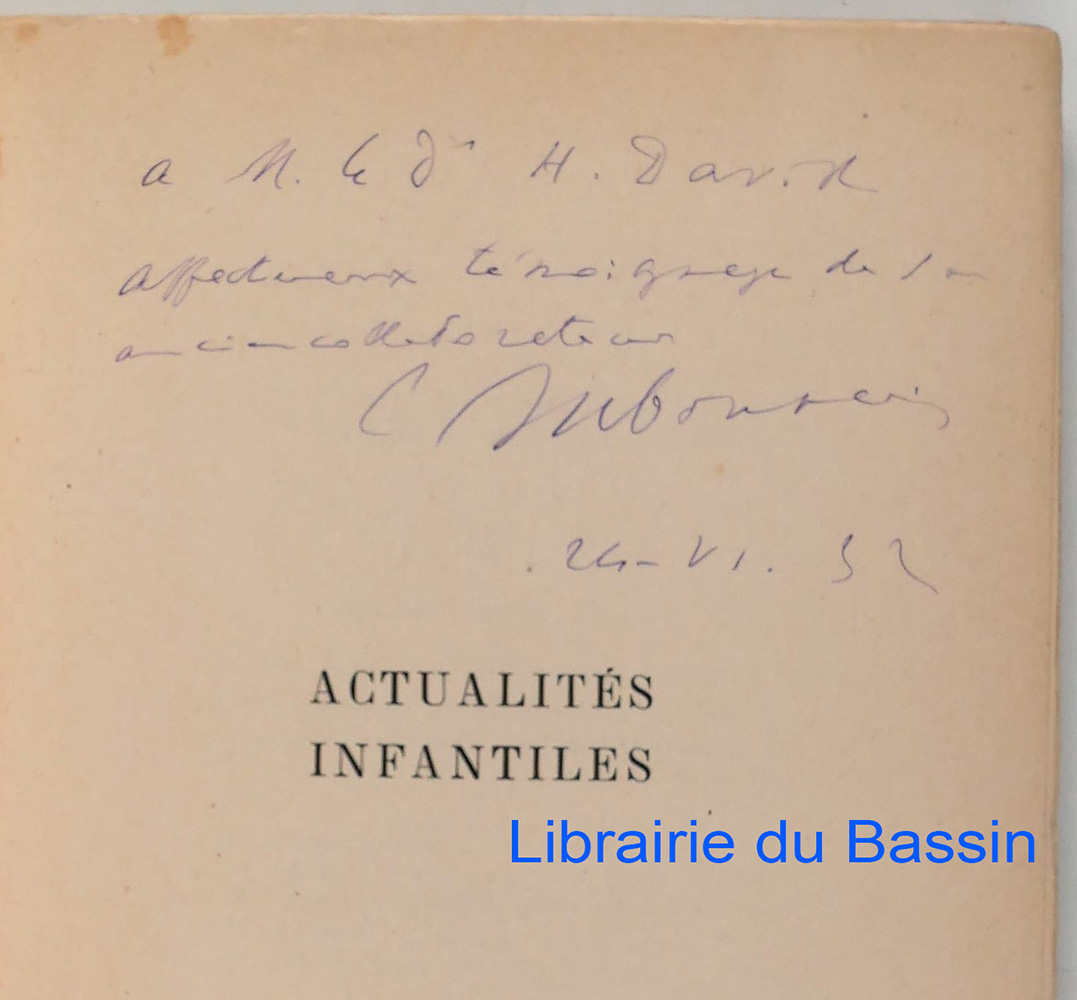 a M. le Dr H. David
affectueux témoignage de son
ancien collaborateur
C
24-VI. 32
ACTUALITÉS
INFANTILES
Librairie du Bassin